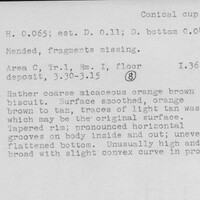 Conical cup
H. 0.065; est. D. 0.11; D. bottom
Mended, fragments missing.
Area C, Tr.1, Rm. I, floor I.36
deposit, 3.30-3.15 8
Rather coarse micaceous orange brown
biscuit. Surface smoothed, orange
brown to tan, traces of light tan was
which may be the original surface.
Tapered rim; pronounced horizontal
grooves on body inside and out; uneve
flattened bottom. Unusually high and
broad with slight convex curve in pro